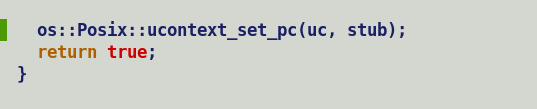 os::Posix::ucontext_set_pc(uc, stub);
return true;
}